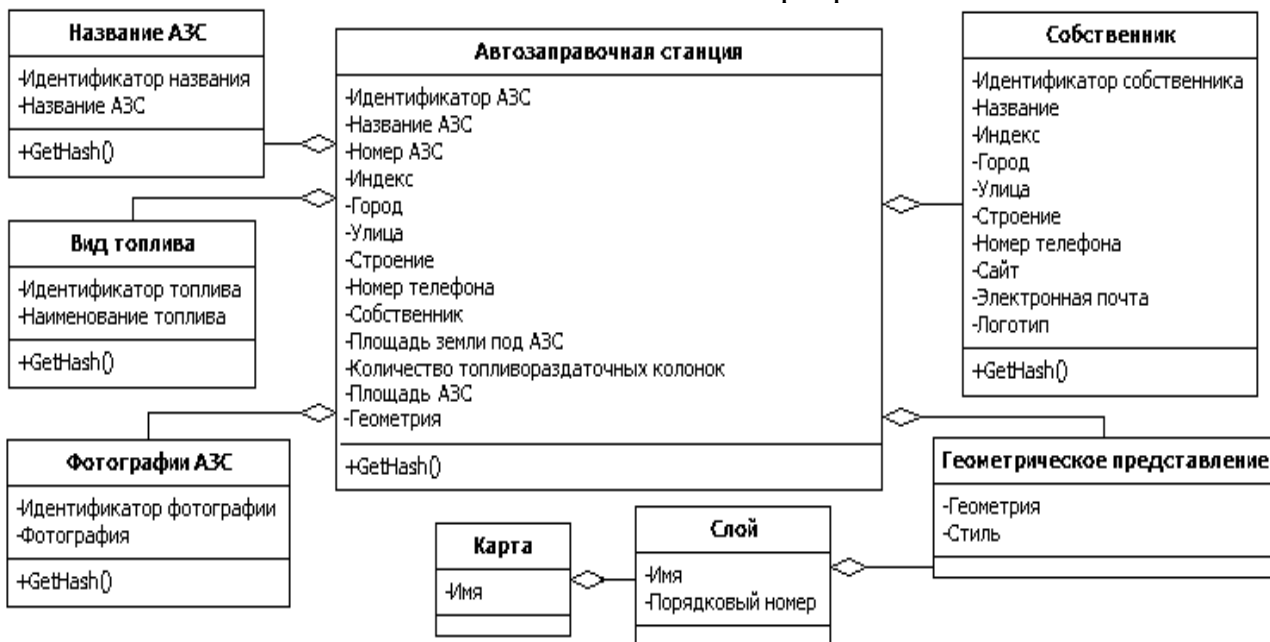 Название АЗС
-Идентификатор названия
-Название АЗС
+GetHash()
Вид топлива
-Идентификатор топлива
-Наименование топлива
+GetHash()
Фотографии АЗС
-Идентификатор фотографии
-Фотография
+GetHash()
Автозаправочная станция
-Идентификатор АЗС
-Название АЗС
-Номер АЗС
-Индекс
-Город
-Улица
-Строение
-Номер телефона
-Собственник
-Площадь земли под АЗС
-Количество топливораздаточных колонок
-Площадь АЗС
-Геометрия
+GetHash()
Собственник
-Идентификатор собственника
-Название
-Индекс
-Город
-Улица
-Строение
-Номер телефона
-Сайт
-Электронная почта
-Логотип
+GetHash()
Геометрическое представление
-Геометрия
-Стиль
Карта
-Имя
Слой
-Имя
-Порядковый номер